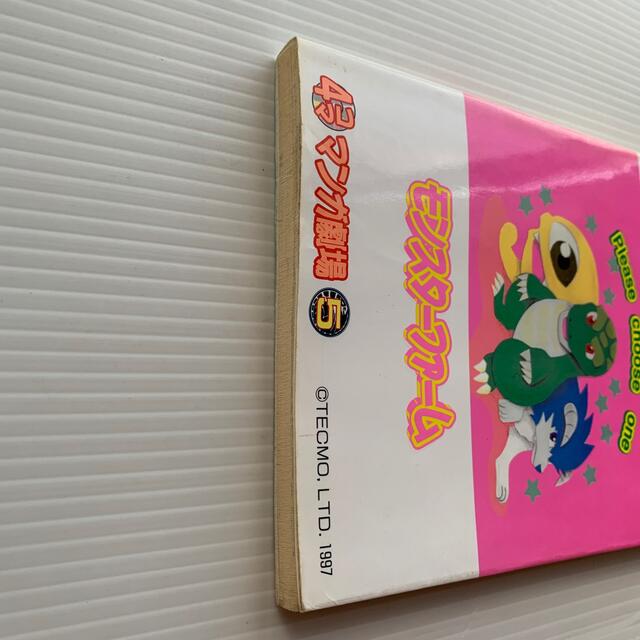 モンスターファーム
4コママンガ劇場 5
©TECMO, LTD. 1997
Please Choose one